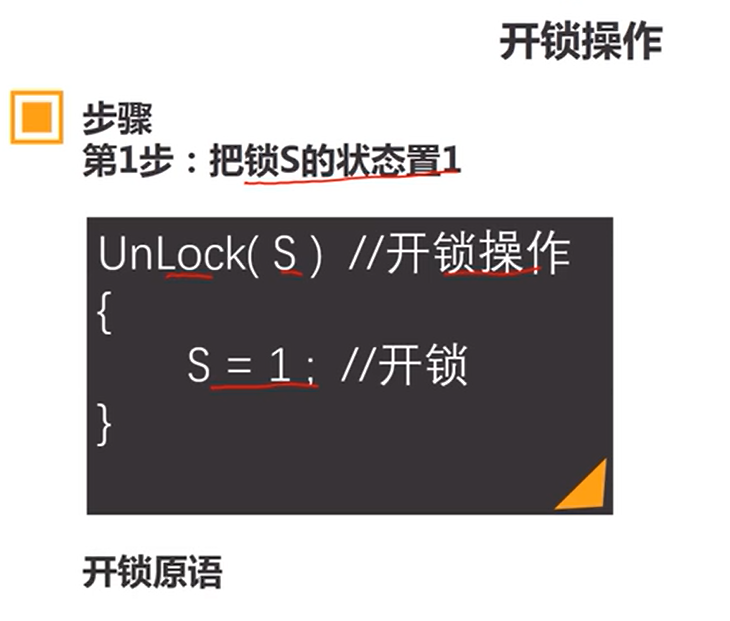 开锁操作
步骤
第1步：把锁S的状态置1
UnLock( S ) //开锁操作
{
S = 1 ; //开锁
}
开锁原语